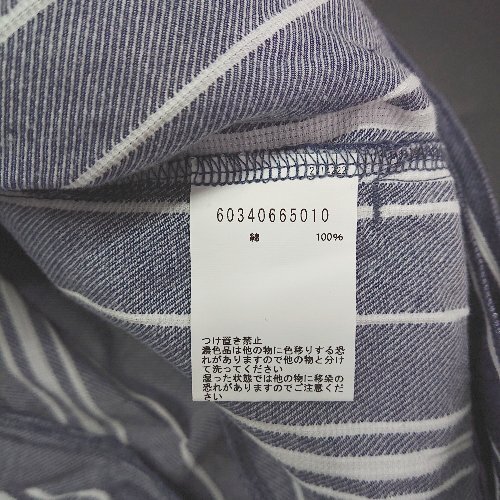 60340665010
綿 100%
つけ置き禁止
濃色品は他の物に色移りする恐
れがありますので他の物と分け
て洗ってください
湿った状態では他の物に移染の
恐れがありますのでご注意くださ
い